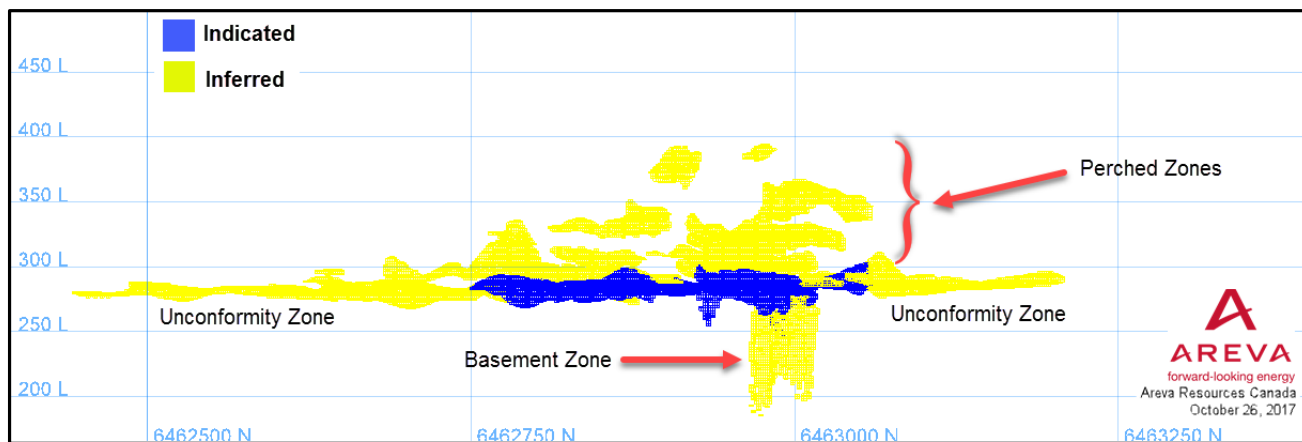 Indicated
Inferred
450 L
400 L
350 L
300 L
250 L
200 L
Perched Zones
Unconformity Zone
Unconformity Zone
Basement Zone
AREVA
forward-looking energy
Areva Resources Canada
October 26, 2017
6462500 N
6462750 N
6463000 N
6463250 N